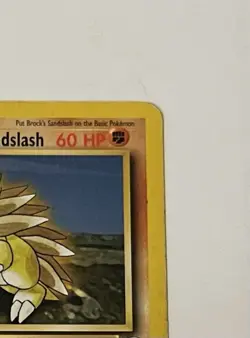 Put Brock's Sandslash on the Basic Pokémon
dslash 60 HP